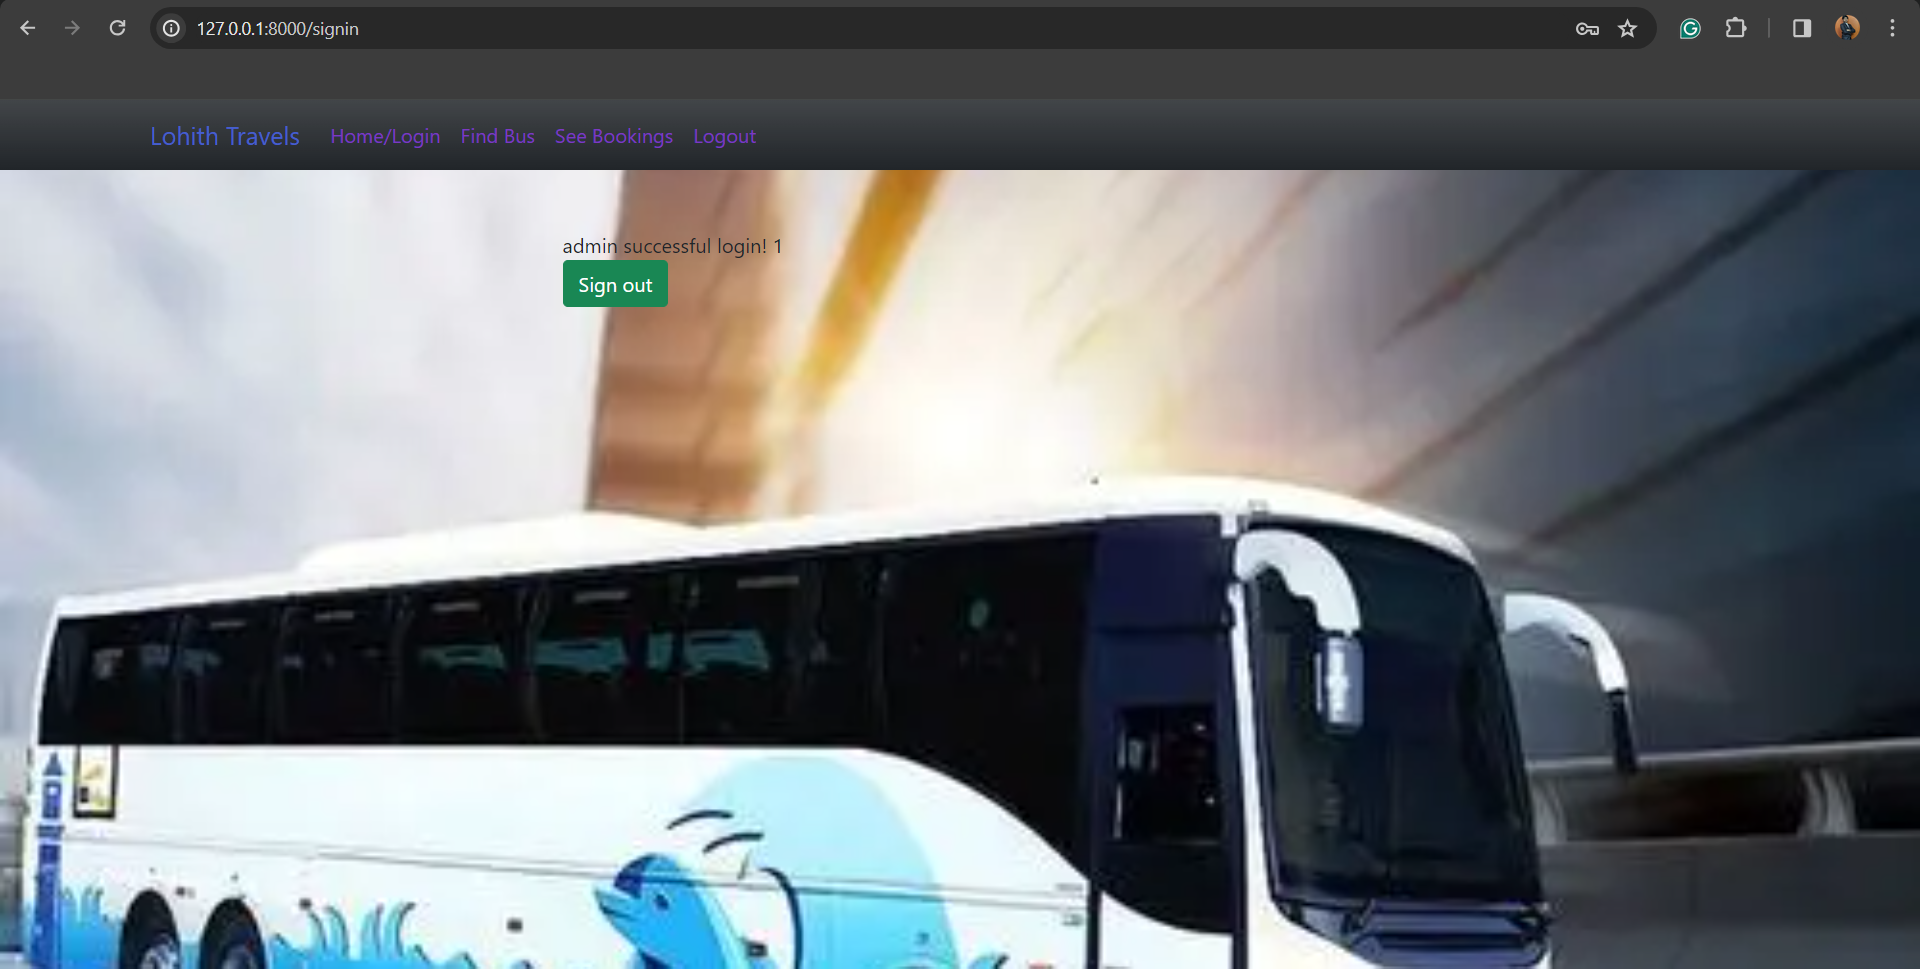 127.0.0.1:8000/signin
Lohith Travels Home/Login Find Bus See Bookings Logout
admin successful login! 1
Sign out